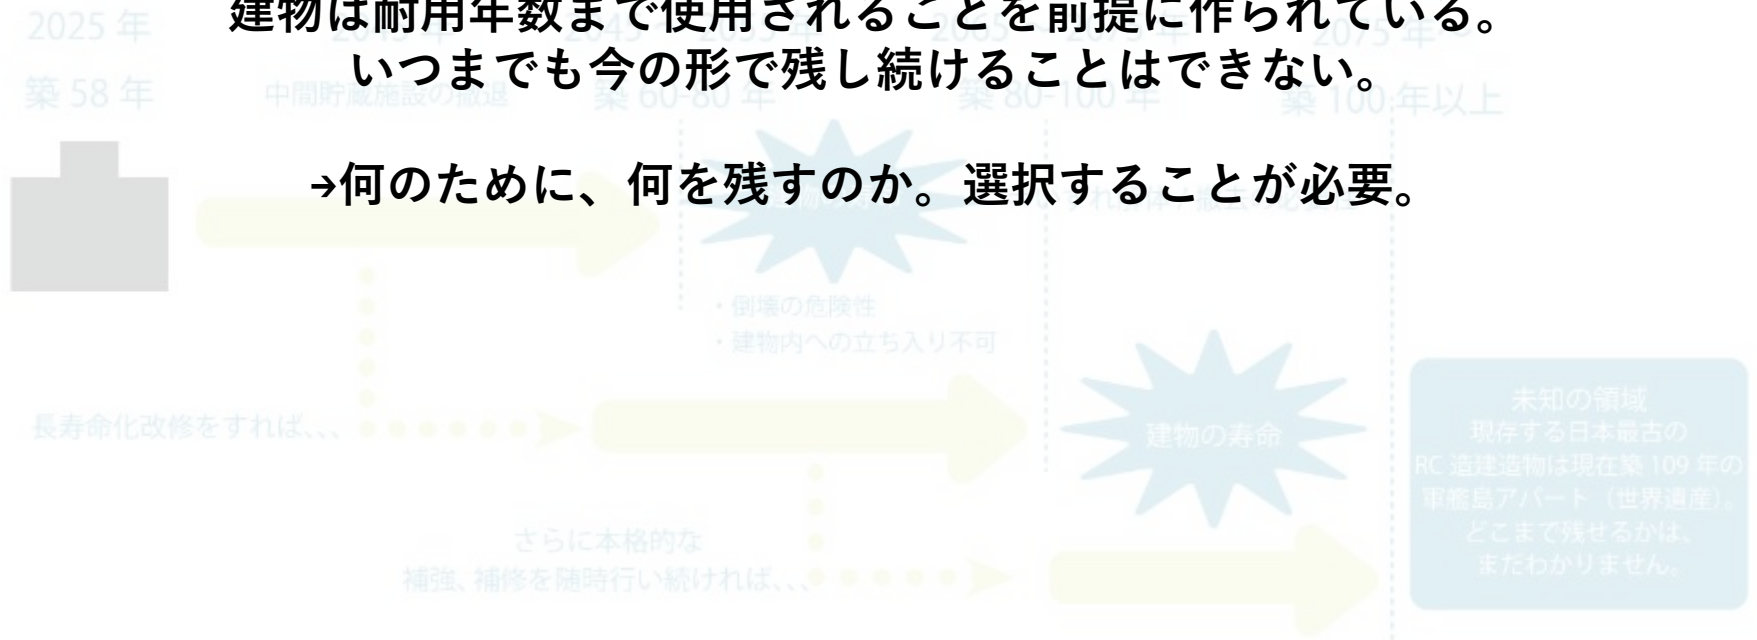 建物は耐用年数まで使用されることを前提に作られている。
いつまでも今の形で残し続けることはできない。
→何のために、何を残すのか。選択することが必要。
2025 年
2045 年
2065 ～ 2075 年
2075 年～
築 58 年
中間貯蔵施設の撤退
築 60-80 年
築 80-100 年
築 100 年以上
・倒壊の危険性
・建物内への立ち入り不可
長寿命化改修をすれば、、、
建物の寿命
さらに本格的な
補強、補修を随時行い続ければ、、、
未知の領域
現存する日本最古の
RC 造建造物は現在築 109 年の
軍艦島アパート（世界遺産）。
どこまで残せるかは、
まだわかりません。